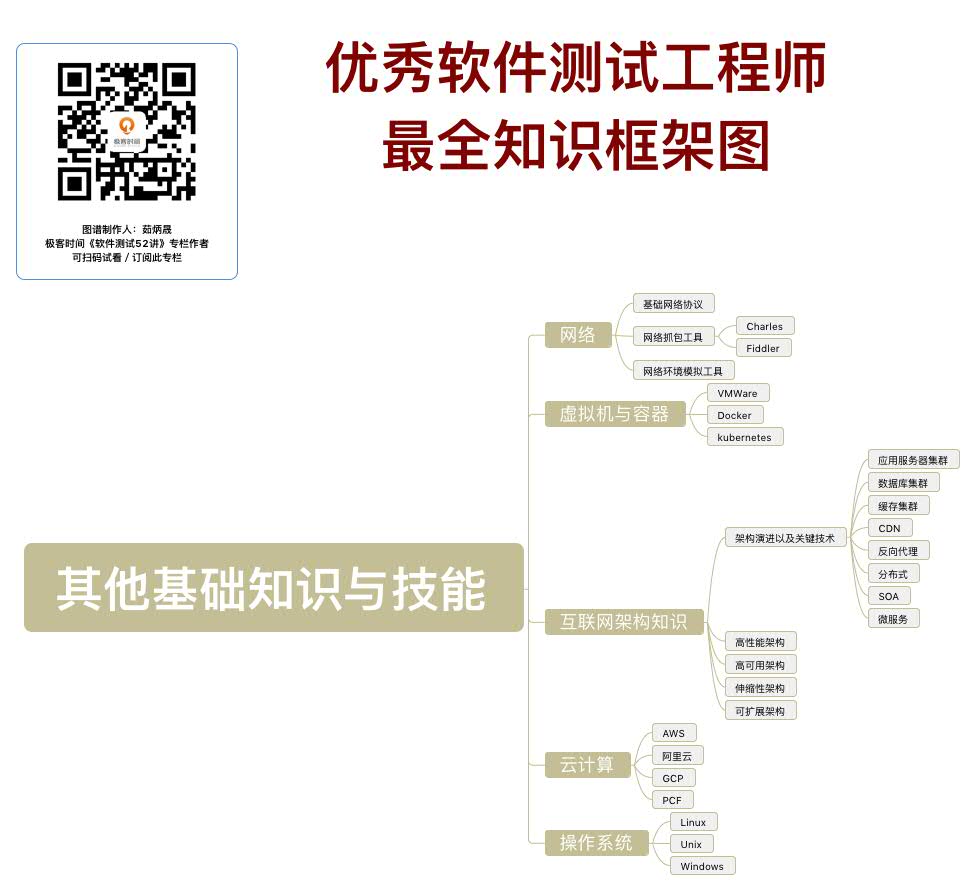 优秀软件测试工程师
最全知识框架图
极客时间
图谱制作人：茹炳晟
极客时间《软件测试52讲》专栏作者
可扫码试看 / 订阅此专栏
其他基础知识与技能
网络
基础网络协议
网络抓包工具
Charles
Fiddler
网络环境模拟工具
虚拟机与容器
VMWare
Docker
kubernetes
互联网架构知识
架构演进以及关键技术
应用服务器集群
数据库集群
缓存集群
CDN
反向代理
分布式
SOA
微服务
高性能架构
高可用架构
伸缩性架构
可扩展架构
云计算
AWS
阿里云
GCP
PCF
操作系统
Linux
Unix
Windows